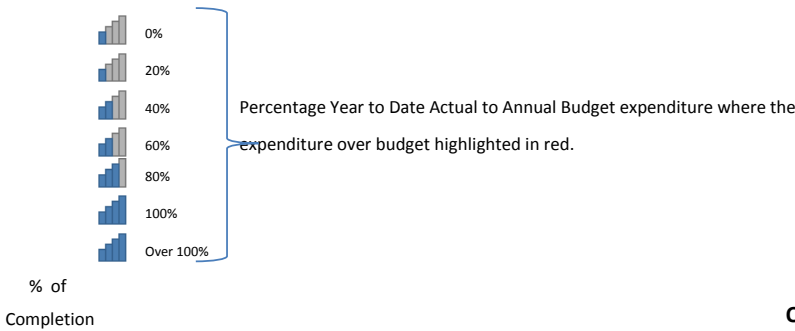 0%
20%
40%
Percentage Year to Date Actual to Annual Budget expenditure where the
60%
expenditure over budget highlighted in red.
80%
100%
Over 100%
% of
Completion